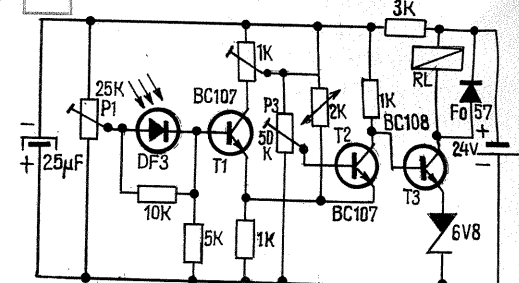 3K
1K
25K
P1
BC107
RL
Fo 57
P3
50
K
2K
1K
BC108
T2
+
24V
−
−
+
25µF
DF3
T1
T3
10K
BC107
5K
1K
6V8